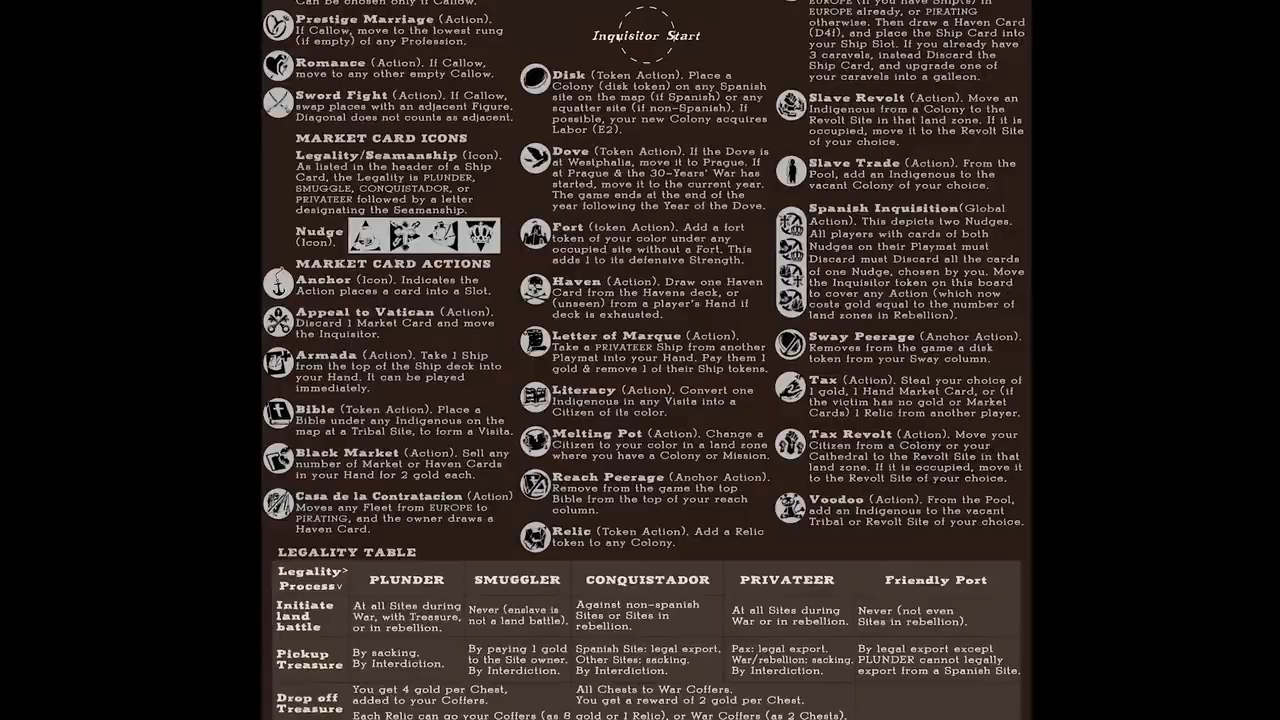 Can be chosen only if Callow.
Prestige Marriage (Action).
If Callow, move to the lowest rung
(if empty) of any Profession.
Romance (Action). If Callow,
move to any other empty Callow.
Sword Fight (Action). If Callow,
swap places with an adjacent Figure.
Diagonal does not counts as adjacent.
MARKET CARD ICONS
Legality/Seamanship (Icon).
As listed in the header of a Ship
Card, the Legality is PLUNDER,
SMUGGLE, CONQUISTADOR, or
PRIVATEER followed by a letter
designating the Seamanship.
Nudge
(Icon).
MARKET CARD ACTIONS
Anchor (Icon). Indicates the
Action places a card into a Slot.
Appeal to Vatican (Action).
Discard 1 Market Card and move
the Inquisitor.
Armada (Action). Take 1 Ship
from the top of the Ship deck into
your Hand. It can be played
immediately.
Bible (Token Action). Place a
Bible under any Indigenous on the
map at a Tribal Site, to form a Visita.
Black Market (Action). Sell any
number of Market or Haven Cards
in your Hand for 2 gold each.
Casa de la Contratacion (Action)
Moves any Fleet from EUROPE to
PIRATING, and the owner draws a
Haven Card.
Inquisitor Start
Disk (Token Action). Place a
Colony (disk token) on any Spanish
site on the map (if Spanish) or any
squatter site (if non-Spanish). If
possible, your new Colony acquires
Labor (E2).
Dove (Token Action). If the Dove is
at Westphalia, move it to Prague. If
at Prague & the 30-Years' War has
started, move it to the current year.
The game ends at the end of the
year following the Year of the Dove.
Fort (token Action). Add a fort
token of your color under any
occupied site without a Fort. This
adds 1 to its defensive Strength.
Haven (Action). Draw one Haven
Card from the Havens deck, or
(unseen) from a player's Hand if
deck is exhausted.
Letter of Marque (Action).
Take a PRIVATEER Ship from another
Playmat into your Hand. Pay them 1
gold & remove 1 of their Ship tokens.
Literacy (Action). Convert one
Indigenous in any Visita into a
Citizen of its color.
Melting Pot (Action). Change a
Citizen to your color in a land zone
where you have a Colony or Mission.
Reach Peerage (Anchor Action).
Remove from the game the top
Bible from the top of your reach
column.
Relic (Token Action). Add a Relic
token to any Colony.
EUROPE (if you have Ship(s) in
EUROPE already, or PIRATING
otherwise. Then draw a Haven Card
(D4f), and place the Ship Card into
your Ship Slot. If you already have
3 caravels, instead Discard the
Ship Card, and upgrade one of
your caravels into a galleon.
Slave Revolt (Action). Move an
Indigenous from a Colony to the
Revolt Site in that land zone. If it is
occupied, move it to the Revolt Site
of your choice.
Slave Trade (Action). From the
Pool, add an Indigenous to the
vacant Colony of your choice.
Spanish Inquisition(Global
Action). This depicts two Nudges.
All players with cards of both
Nudges on their Playmat must
Discard must Discard all the cards
of one Nudge, chosen by you. Move
the Inquisitor token on this board
to cover any Action (which now
costs gold equal to the number of
land zones in Rebellion).
Sway Peerage (Anchor Action).
Removes from the game a disk
token from your Sway column.
Tax (Action). Steal your choice of
1 gold, 1 Hand Market Card, or (if
the victim has no gold or Market
Cards) 1 Relic from another player.
Tax Revolt (Action). Move your
Citizen from a Colony or your
Cathedral to the Revolt Site in that
land zone. If it is occupied, move it
to the Revolt Site of your choice.
Voodoo (Action). From the Pool,
add an Indigenous to the vacant
Tribal or Revolt Site of your choice.
LEGALITY TABLE
Legality>
Process v
PLUNDER
SMUGGLER
CONQUISTADOR
PRIVATEER
Friendly Port
Initiate
land
battle
At all Sites during
War, with Treasure,
or in rebellion.
Never (enslave is
not a land battle).
Against non-spanish
Sites or Sites in
rebellion.
At all Sites during
War or in rebellion.
Never (not even
Sites in rebellion).
Pickup
Treasure
By sacking.
By Interdiction.
By paying 1 gold
to the Site owner.
By Interdiction.
Spanish Site: legal export.
Other Sites: sacking.
By Interdiction.
Pax: legal export.
War/rebellion: sacking.
By Interdiction.
By legal export except
PLUNDER cannot legally
export from a Spanish Site.
Drop off
Treasure
You get 4 gold per Chest,
added to your Coffers.
All Chests to War Coffers.
You get a reward of 2 gold per Chest.
Each Relic can go your Coffers (as 8 gold or 1 Relic), or War Coffers (as 2 Chests).